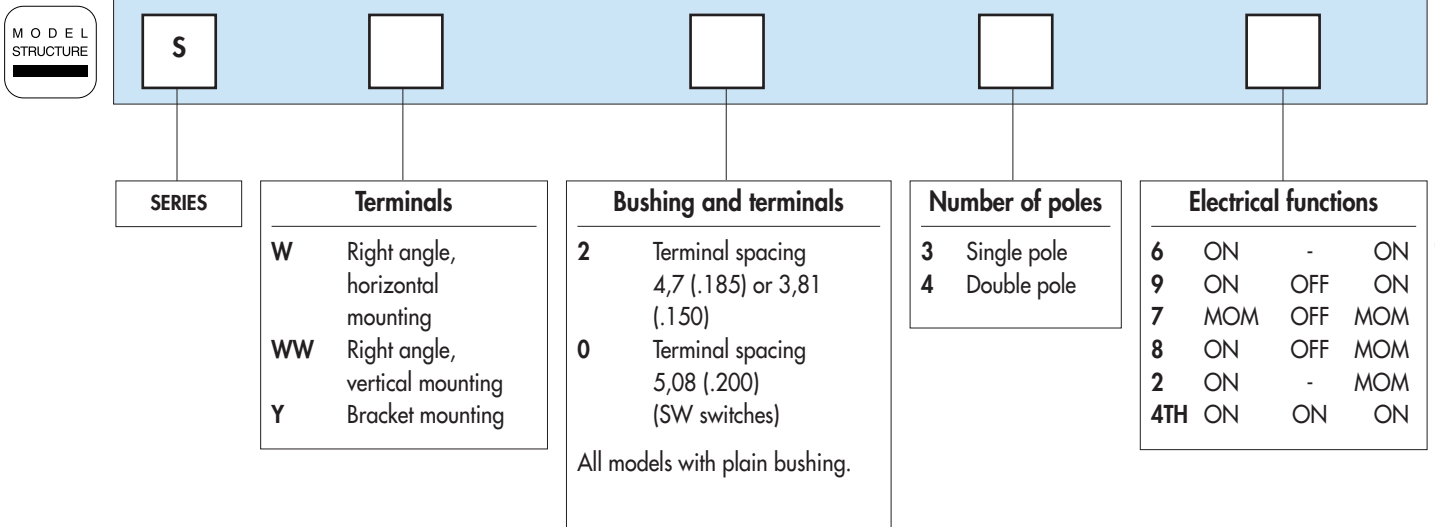 MODEL
STRUCTURE
S
SERIES
Terminals
W Right angle,
horizontal
mounting
WW Right angle,
vertical mounting
Y Bracket mounting
Bushing and terminals
2 Terminal spacing
4,7 (.185) or 3,81
(.150)
0 Terminal spacing
5,08 (.200)
(SW switches)
All models with plain bushing.
Number of poles
3 Single pole
4 Double pole
Electrical functions
6 ON - ON
9 ON OFF ON
7 MOM OFF MOM
8 ON OFF MOM
2 ON - MOM
4TH ON ON ON